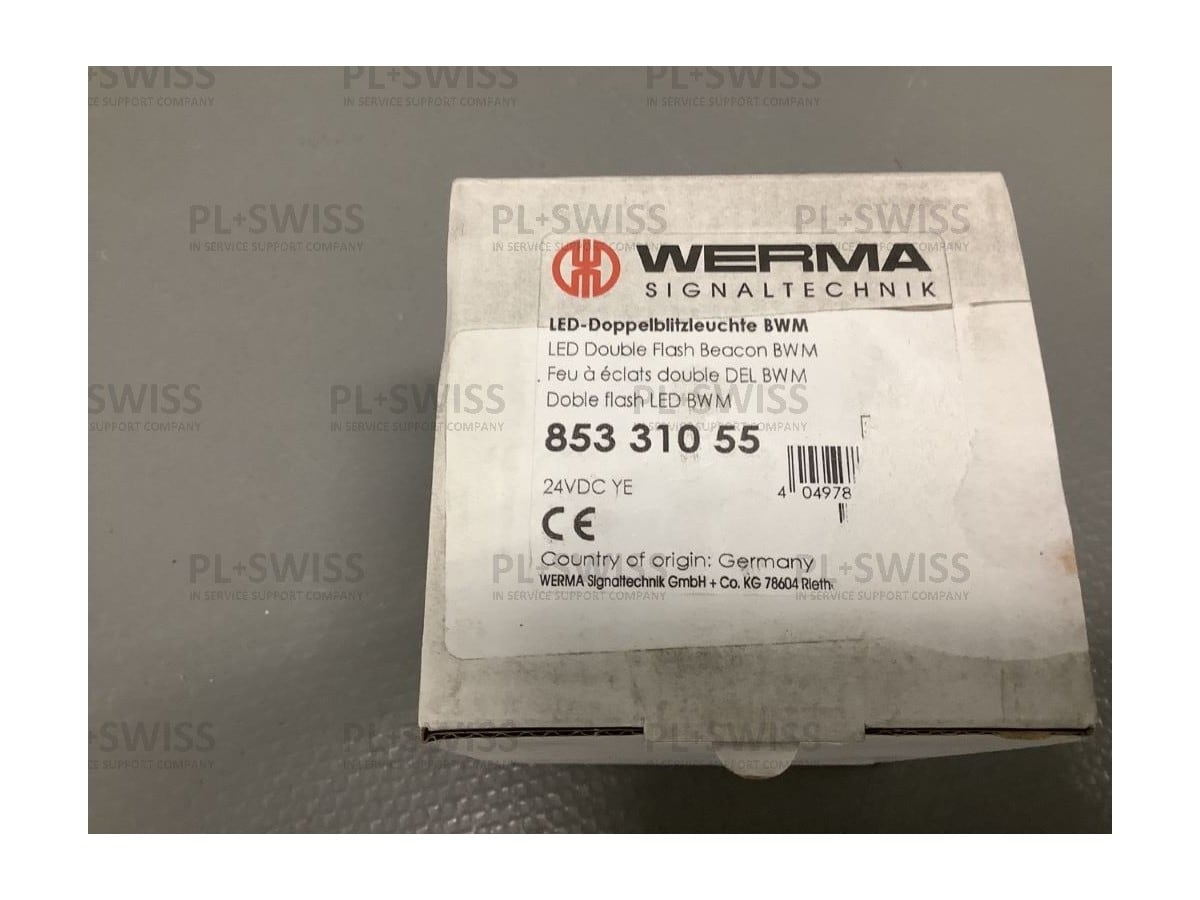 WERMA
SIGNALTECHNIK
LED-Doppelblitzleuchte BWM
LED Double Flash Beacon BWM
Feu à éclats double DEL BWM
Doble flash LED BWM
853 310 55
24VDC YE
4 04978
CE
Country of origin: Germany
WERMA Signaltechnik GmbH + Co. KG 78604 Rieth
PL+SWISS
IN SERVICE SUPPORT COMPANY